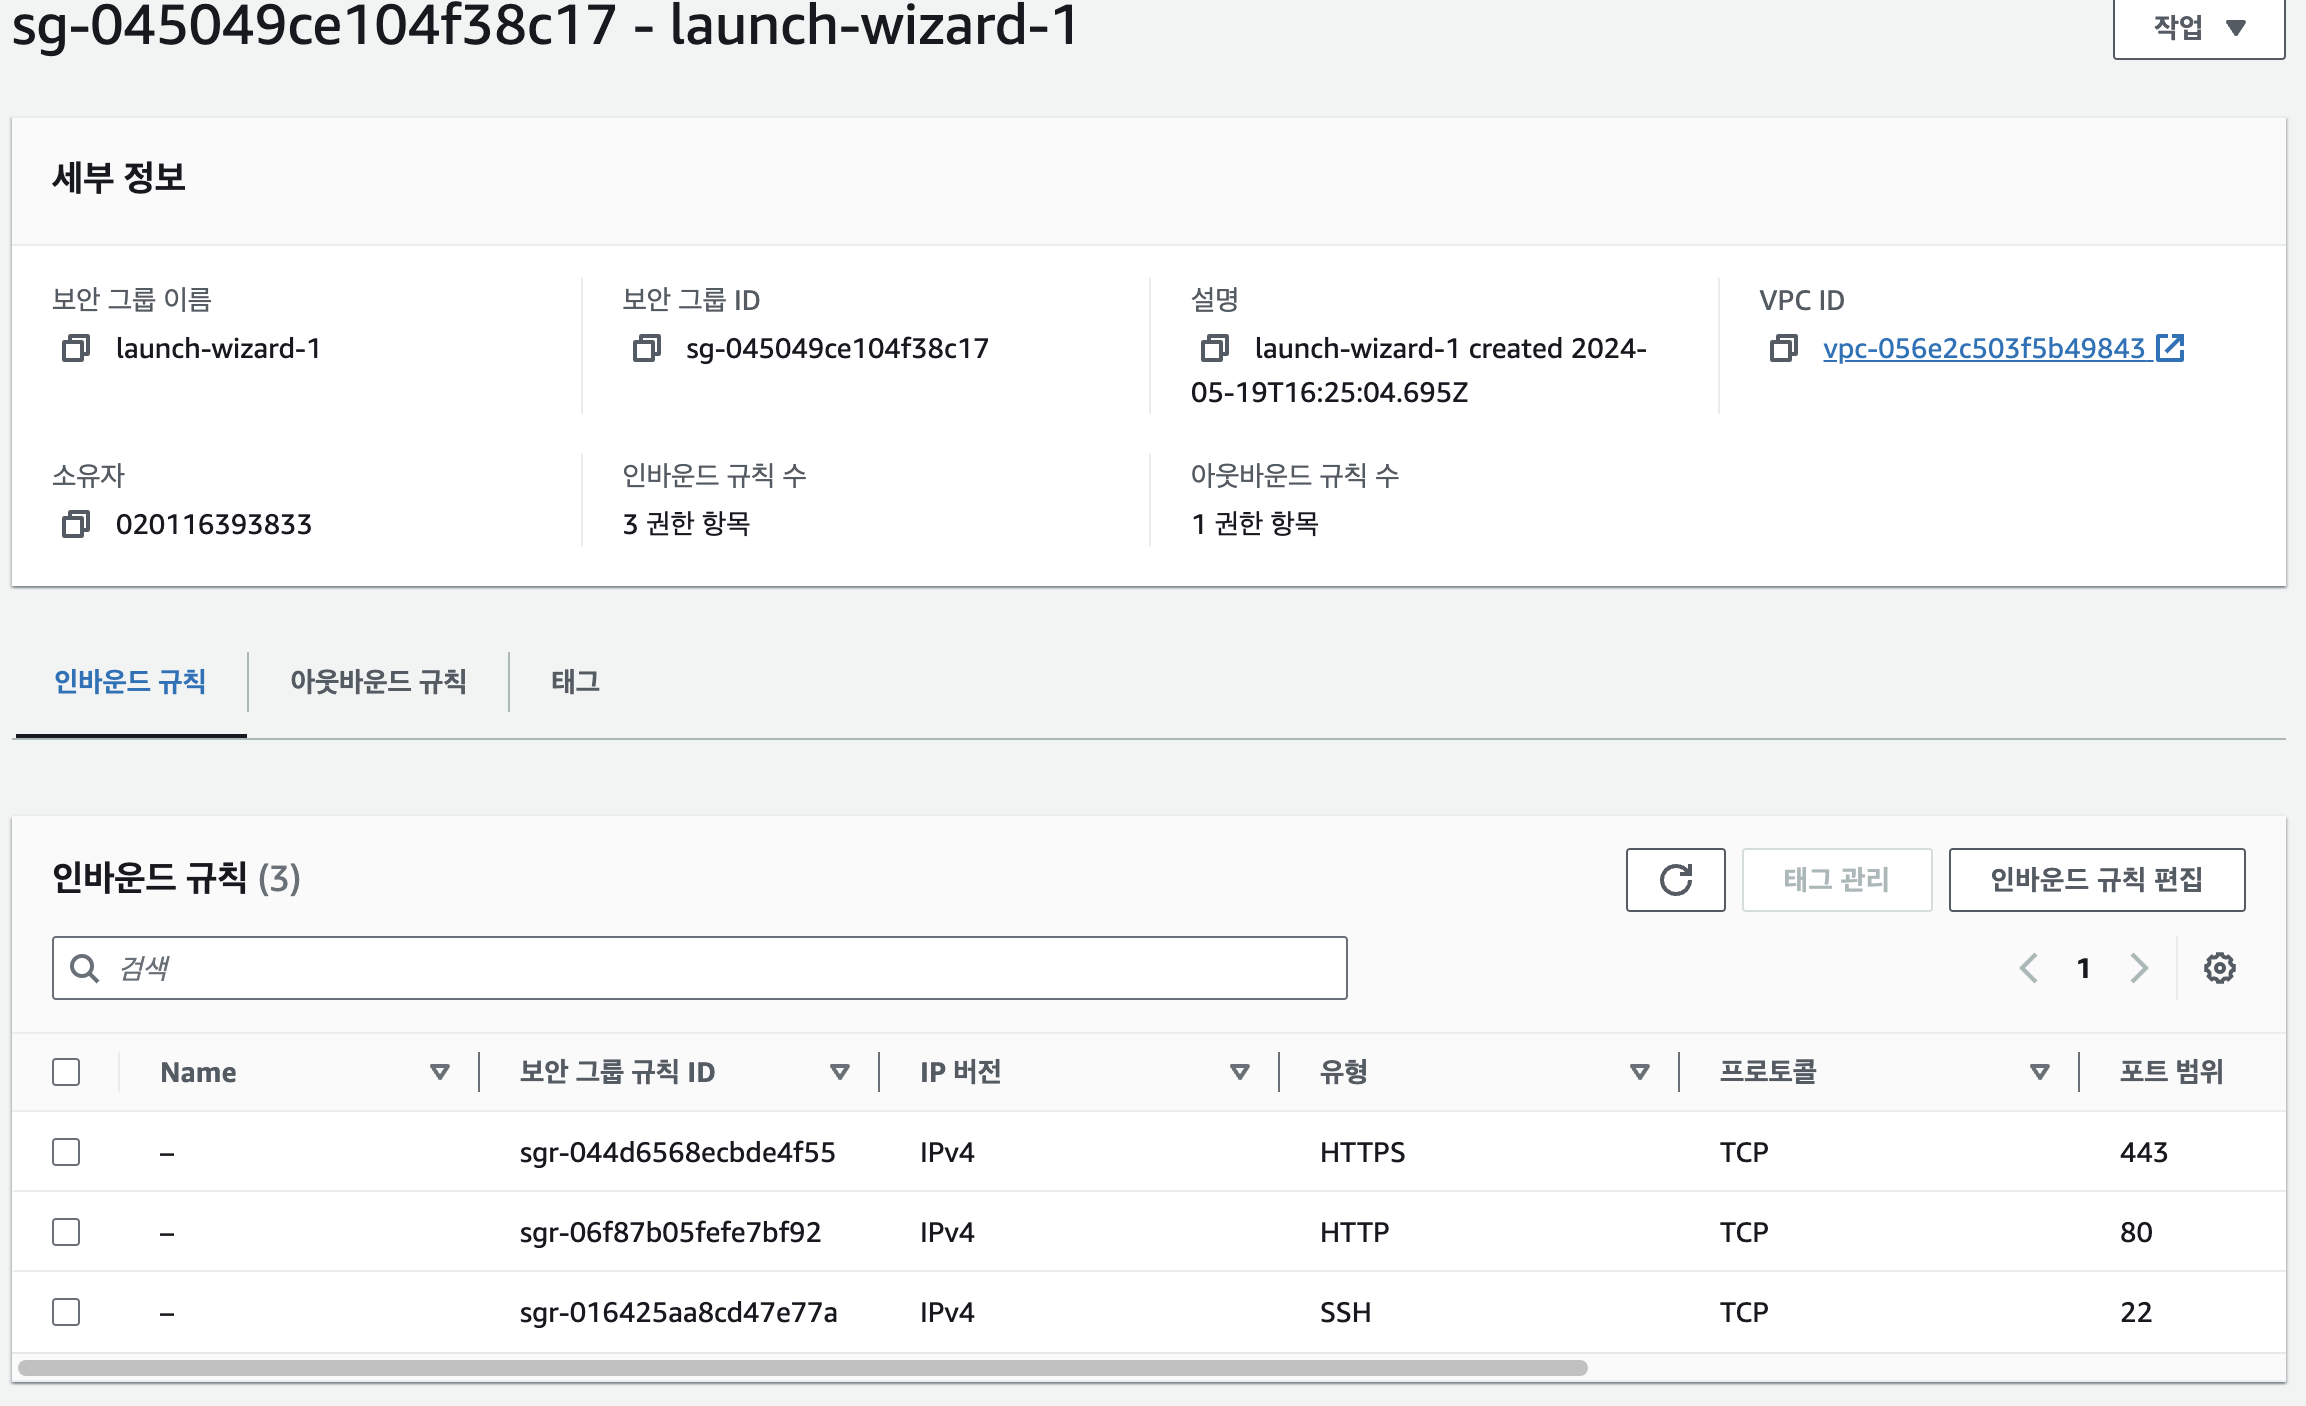 sg-045049ce104f38c17 - launch-wizard-1
작업
세부 정보
보안 그룹 이름
launch-wizard-1
보안 그룹 ID
sg-045049ce104f38c17
설명
launch-wizard-1 created 2024-
05-19T16:25:04.695Z
VPC ID
vpc-056e2c503f5b49843
소유자
020116393833
인바운드 규칙 수
3 권한 항목
아웃바운드 규칙 수
1 권한 항목
인바운드 규칙 아웃바운드 규칙 태그
인바운드 규칙 (3)
태그 관리 인바운드 규칙 편집
검색
1
Name 보안 그룹 규칙 ID IP 버전 유형 프로토콜 포트 범위
– sgr-044d6568ecbde4f55 IPv4 HTTPS TCP 443
– sgr-06f87b05fefe7bf92 IPv4 HTTP TCP 80
– sgr-016425aa8cd47e77a IPv4 SSH TCP 22